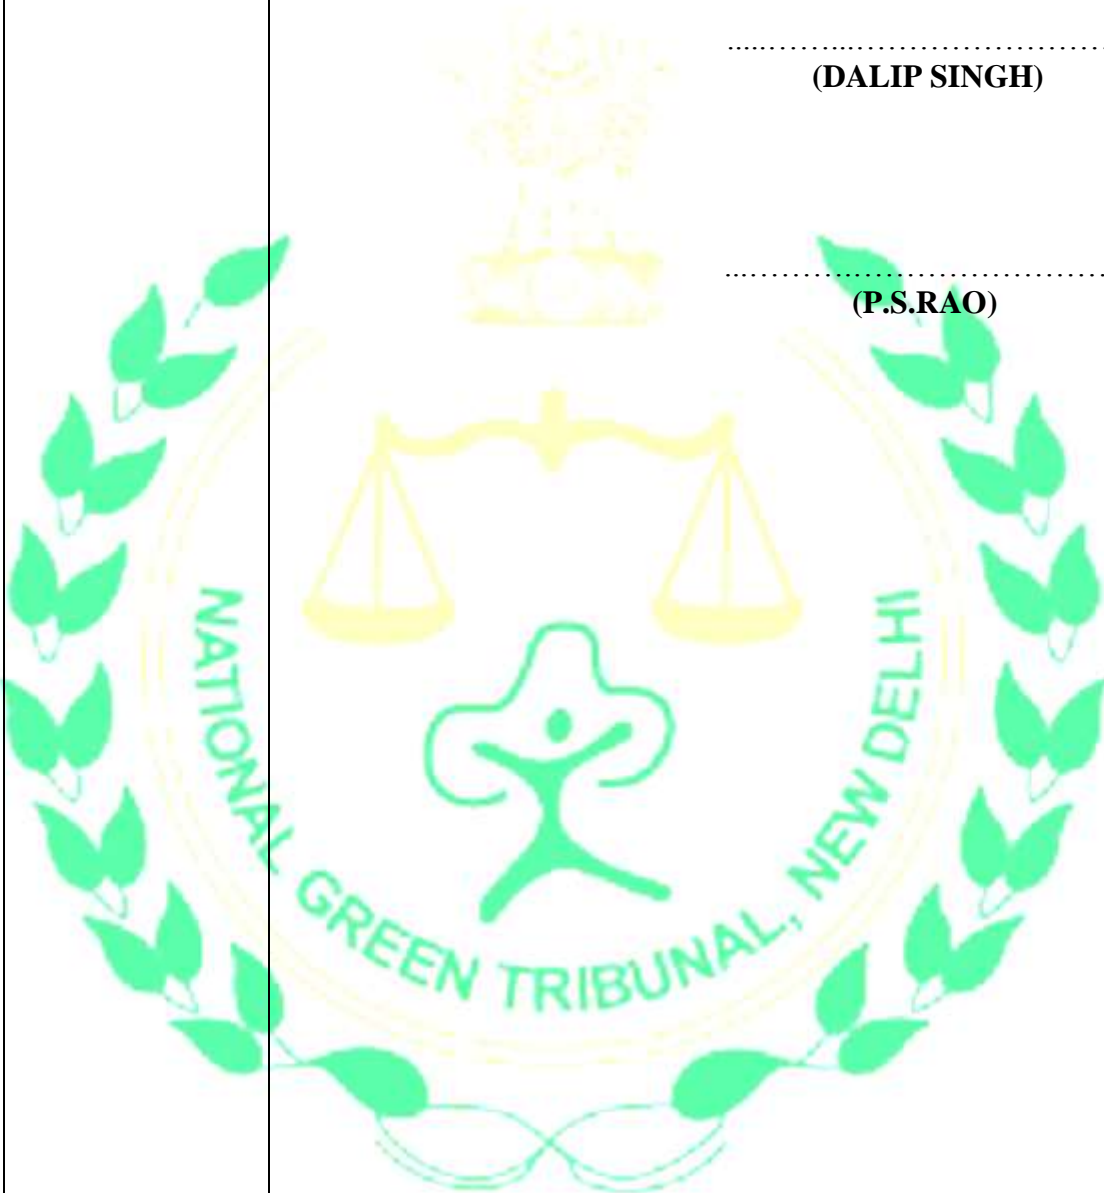 .....……...……………………
(DALIP SINGH)
...……………………………
(P.S.RAO)
NATIONAL GREEN TRIBUNAL, NEW DELHI